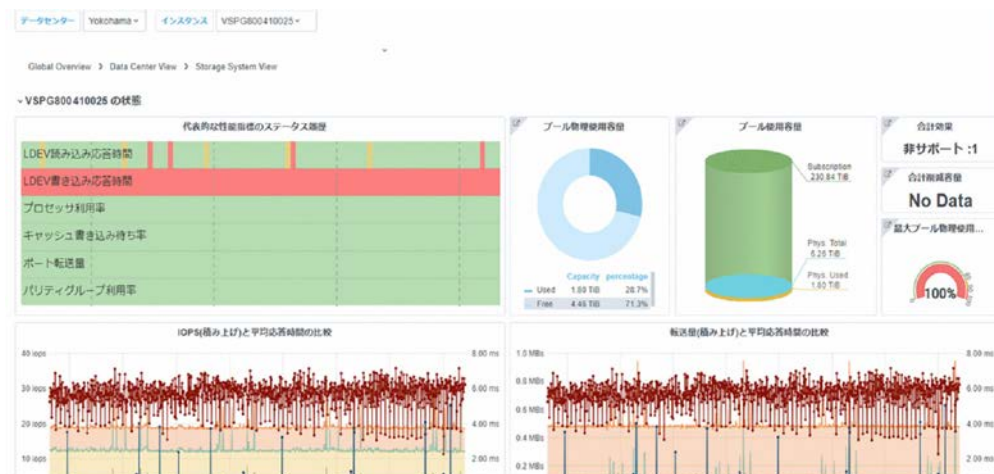 データセンター Yokohama インスタンス VSPG800410025
Global Overview > Data Center View > Storage System View
VSPG800410025 の状態
代表的な性能指標のステータス履歴
LDEV読み込み応答時間
LDEV書き込み応答時間
プロセッサ利用率
キャッシュ書き込み待ち率
ポート転送量
パリティグループ利用率
プール物理使用容量
Capacity percentage
Used 1.80 TiB 28.7%
Free 4.46 TiB 71.3%
プール使用容量
Subscription
230.84 TiB
Phys. Total
6.26 TiB
Phys. Used
1.80 TiB
合計効果
非サポート :1
合計削減容量
No Data
最大プール物理使用...
100%
IOPS(積み上げ)と平均応答時間の比較
40 iops
30 iops
20 iops
10 iops
8.00 ms
6.00 ms
4.00 ms
2.00 ms
転送量(積み上げ)と平均応答時間の比較
1.0 MBs
0.8 MBs
0.6 MBs
0.4 MBs
0.2 MBs
8.00 ms
6.00 ms
4.00 ms
2.00 ms